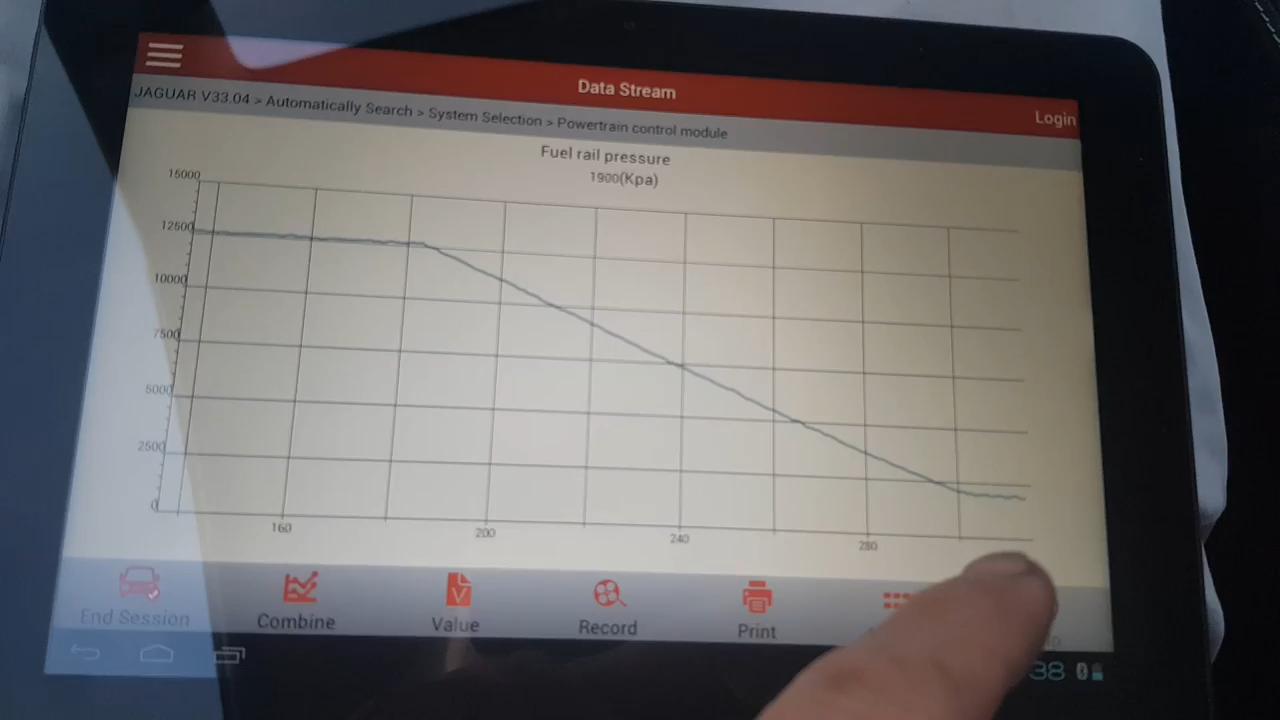 Data Stream
Login
JAGUAR V33.04 > Automatically Search > System Selection > Powertrain control module
Fuel rail pressure
1900(Kpa)
15000
12500
10000
7500
5000
2500
0
160 200 240 280
End Session Combine Value Record Print
38